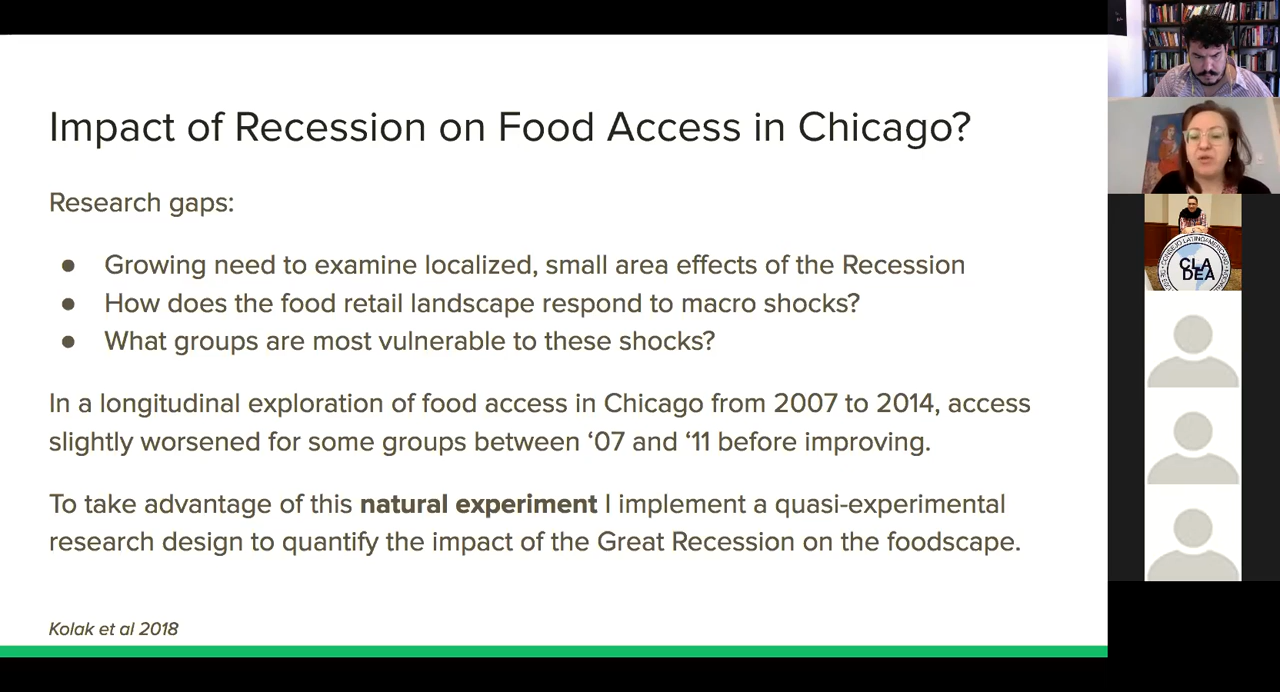 Impact of Recession on Food Access in Chicago?
Research gaps:
● Growing need to examine localized, small area effects of the Recession
● How does the food retail landscape respond to macro shocks?
● What groups are most vulnerable to these shocks?
In a longitudinal exploration of food access in Chicago from 2007 to 2014, access
slightly worsened for some groups between ‘07 and ‘11 before improving.
To take advantage of this natural experiment I implement a quasi-experimental
research design to quantify the impact of the Great Recession on the foodscape.
Kolak et al 2018
CONSEJO LATINOAMERICANO
CLA
DEA